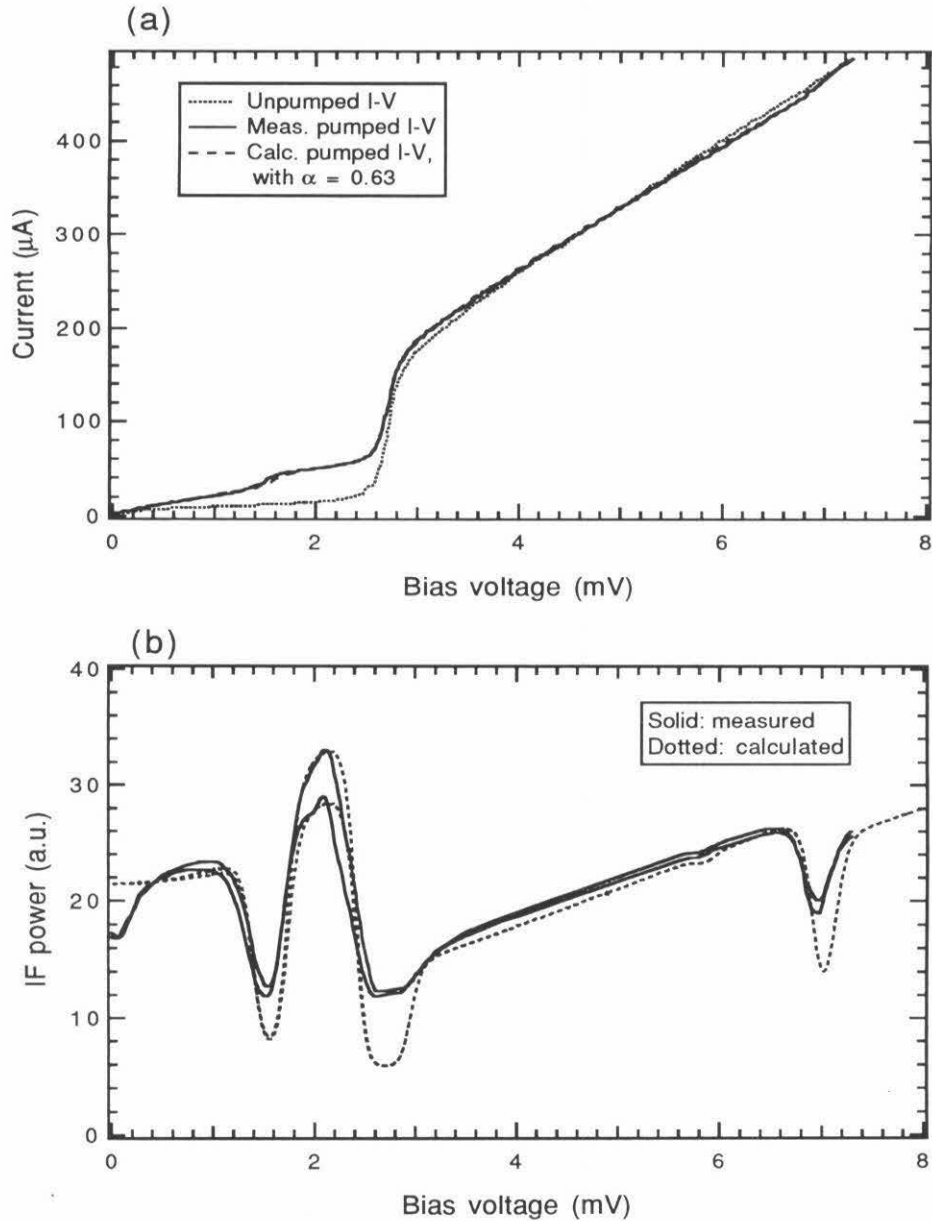 (a)
Unpumped I-V
Meas. pumped I-V
Calc. pumped I-V,
with α = 0.63
Current (μA)
400
300
200
100
0
0 2 4 6 8
Bias voltage (mV)
(b)
Solid: measured
Dotted: calculated
IF power (a.u.)
40
30
20
10
0
0 2 4 6 8
Bias voltage (mV)